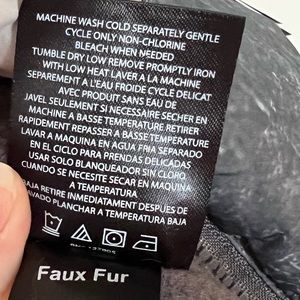 MACHINE WASH COLD SEPARATELY GENTLE
CYCLE ONLY NON-CHLORINE
BLEACH WHEN NEEDED
TUMBLE DRY LOW REMOVE PROMPTLY IRON
WITH LOW HEAT LAVER A LA MACHINE
SEPAREMENT A L'EAU FROIDE CYCLE DELICAT
AVEC PRODUIT SANS EAU DE
JAVEL SEULEMENT SI NECESSAIRE SECHER EN
MACHINE A BASSE TEMPERATURE RETIRER
RAPIDEMENT REPASSER A BASSE TEMPERATURE
LAVAR A MAQUINA EN AGUA FRIA SEPARADO
EN EL CICLO PARA PRENDAS DELICADAS
USAR SOLO BLANQUEADOR SIN CLORO
CUANDO SE NECESITE SECAR EN MAQUINA
A TEMPERATURA
BAJA RETIRE INMEDIATAMENT DESPUES DE
LAVADO PLANCHAR A TEMPERATURA BAJA
Faux Fur